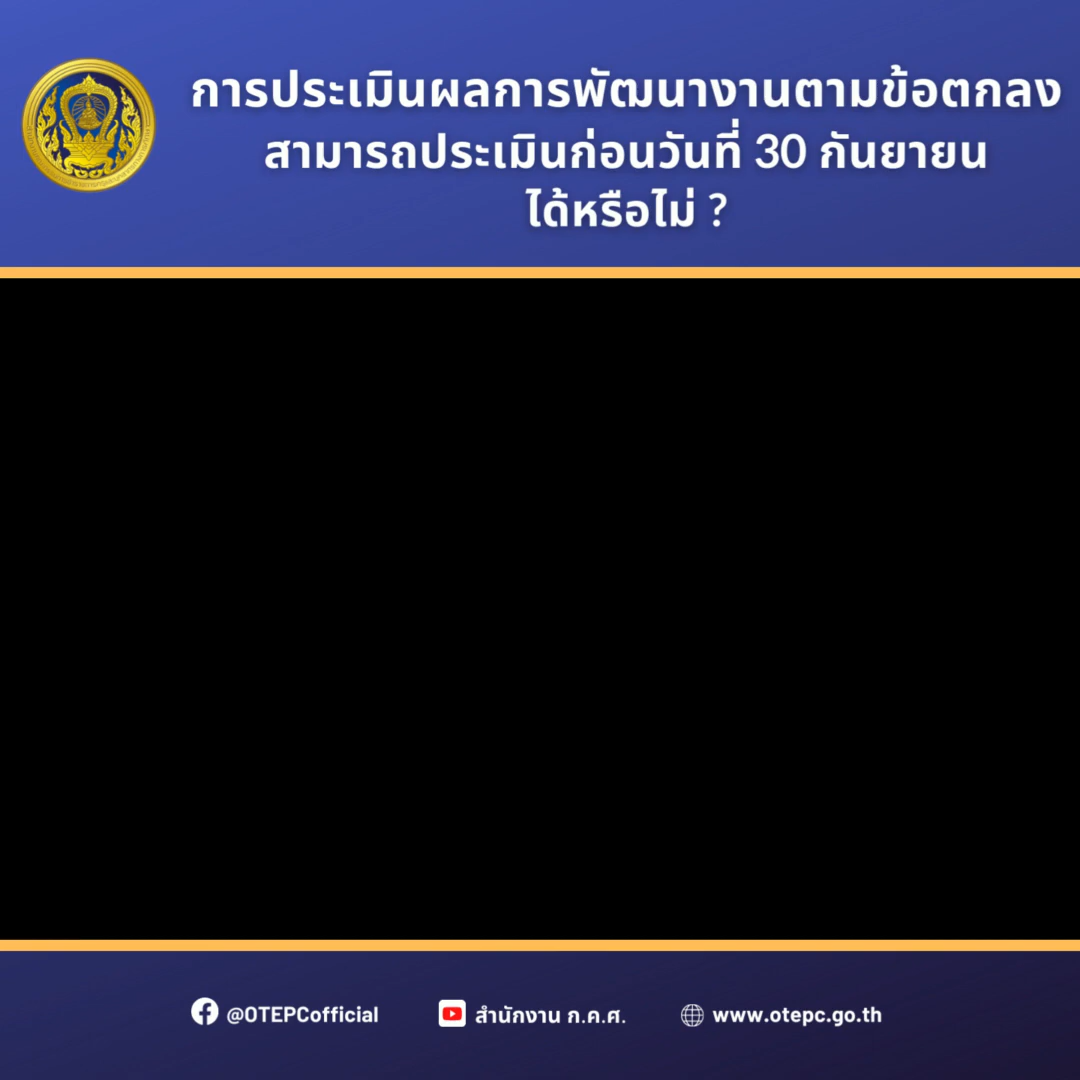 การประเมินผลการพัฒนางานตามข้อตกลง
สามารถประเมินก่อนวันที่ 30 กันยายน
ได้หรือไม่ ?
@OTEPCofficial
สำนักงาน ก.ค.ศ.
www.otepc.go.th